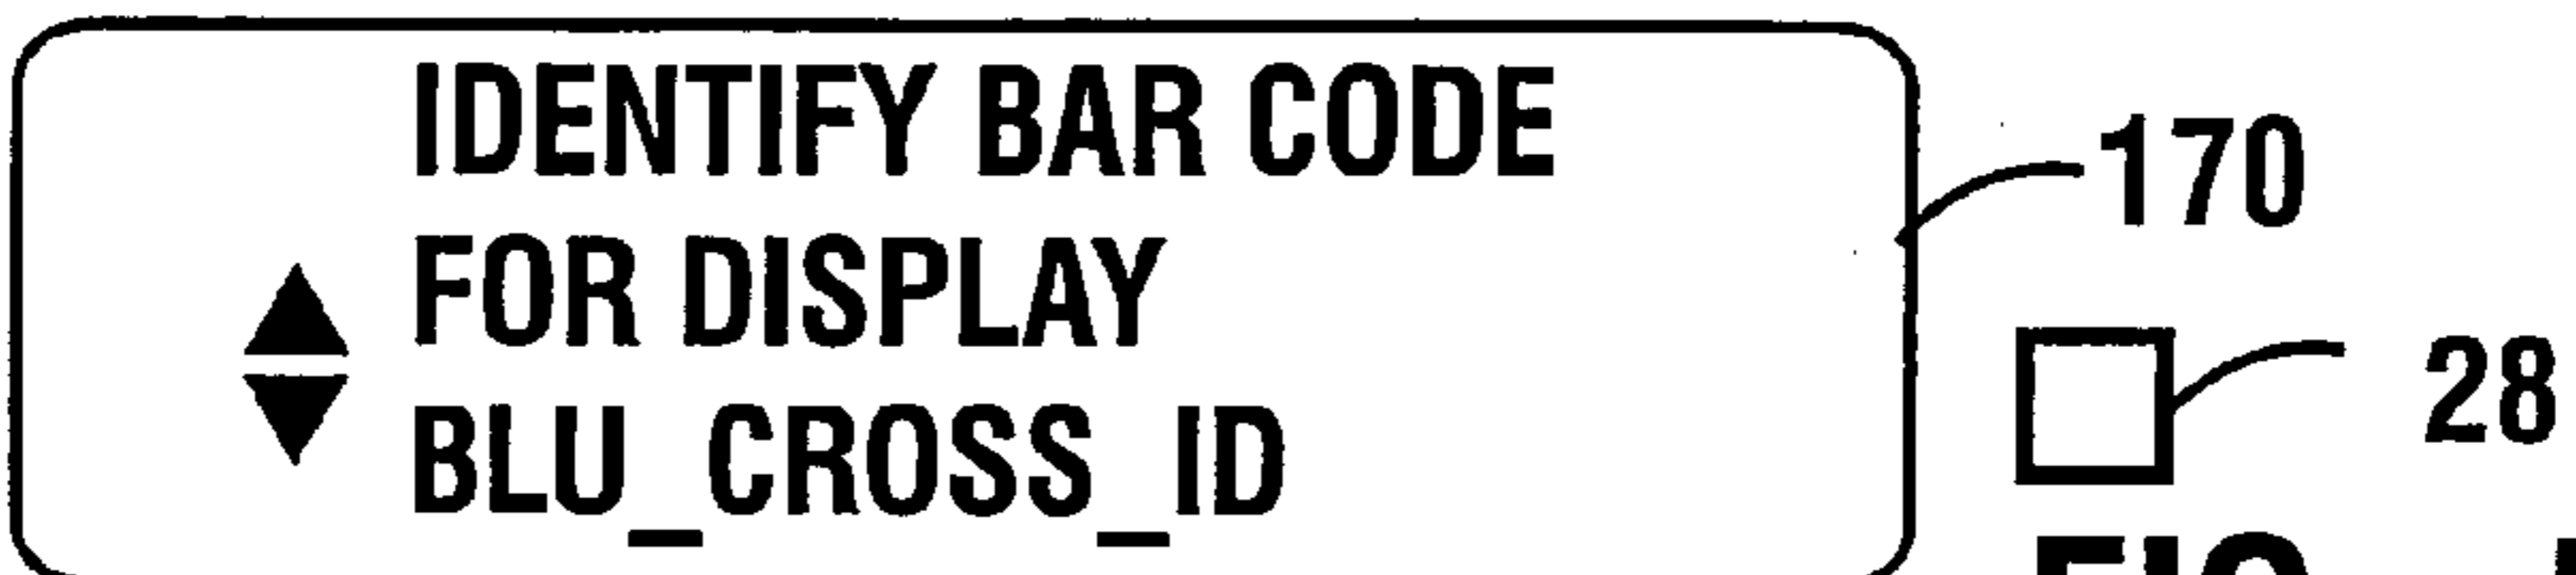 IDENTIFY BAR CODE
FOR DISPLAY
BLU_CROSS_ID
170
28